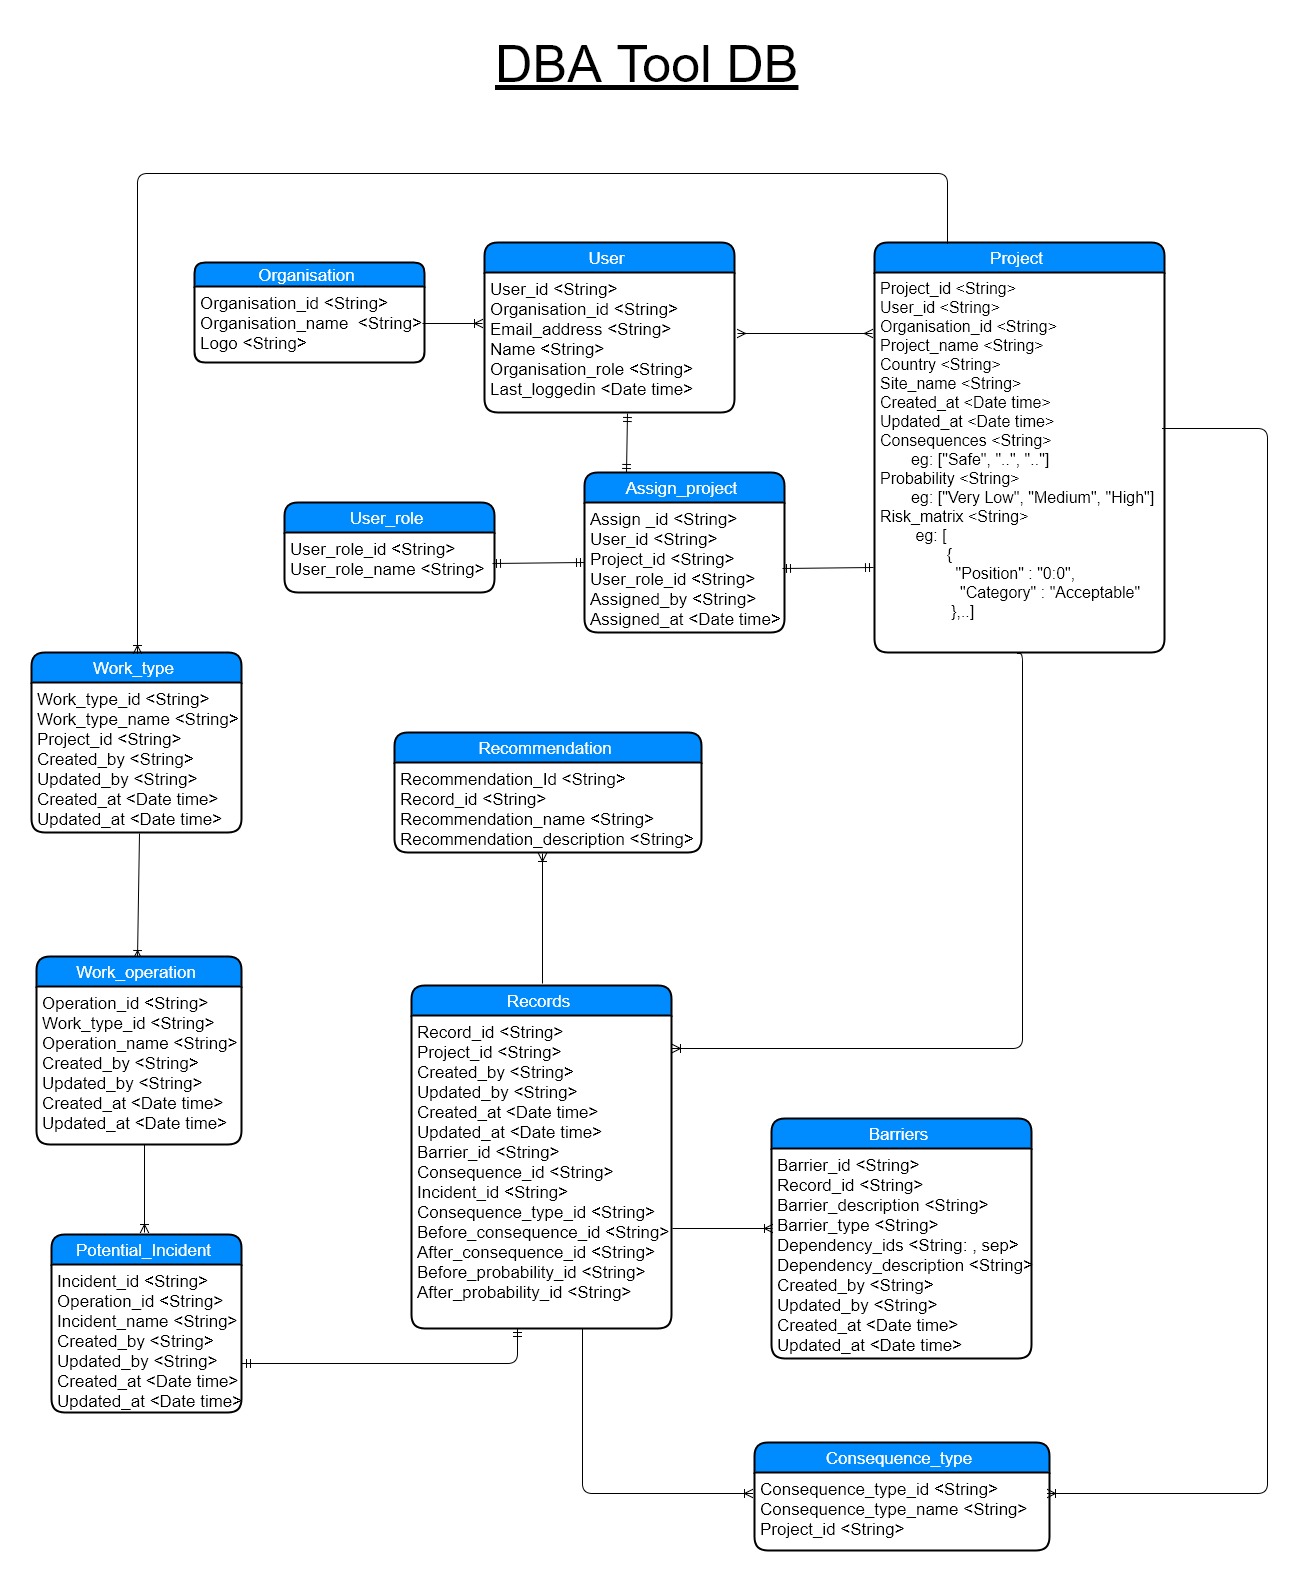 DBA Tool DB
Organisation
Organisation_id <String>
Organisation_name  <String>
Logo <String>
User
User_id <String>
Organisation_id <String>
Email_address <String>
Name <String>
Organisation_role <String>
Last_loggedin <Date time>
Project
Project_id <String>
User_id <String>
Organisation_id <String>
Project_name <String>
Country <String>
Site_name <String>
Created_at <Date time>
Updated_at <Date time>
Consequences <String>
eg: ["Safe", "..", ".."]
Probability <String>
eg: ["Very Low", "Medium", "High"]
Risk_matrix <String>
eg: [
{
"Position" : "0:0",
"Category" : "Acceptable"
},..]
User_role
User_role_id <String>
User_role_name <String>
Assign_project
Assign _id <String>
User_id <String>
Project_id <String>
User_role_id <String>
Assigned_by <String>
Assigned_at <Date time>
Work_type
Work_type_id <String>
Work_type_name <String>
Project_id <String>
Created_by <String>
Updated_by <String>
Created_at <Date time>
Updated_at <Date time>
Recommendation
Recommendation_Id <String>
Record_id <String>
Recommendation_name <String>
Recommendation_description <String>
Work_operation
Operation_id <String>
Work_type_id <String>
Operation_name <String>
Created_by <String>
Updated_by <String>
Created_at <Date time>
Updated_at <Date time>
Records
Record_id <String>
Project_id <String>
Created_by <String>
Updated_by <String>
Created_at <Date time>
Updated_at <Date time>
Barrier_id <String>
Consequence_id <String>
Incident_id <String>
Consequence_type_id <String>
Before_consequence_id <String>
After_consequence_id <String>
Before_probability_id <String>
After_probability_id <String>
Barriers
Barrier_id <String>
Record_id <String>
Barrier_description <String>
Barrier_type <String>
Dependency_ids <String: , sep>
Dependency_description <String>
Created_by <String>
Updated_by <String>
Created_at <Date time>
Updated_at <Date time>
Potential_Incident
Incident_id <String>
Operation_id <String>
Incident_name <String>
Created_by <String>
Updated_by <String>
Created_at <Date time>
Updated_at <Date time>
Consequence_type
Consequence_type_id <String>
Consequence_type_name <String>
Project_id <String>